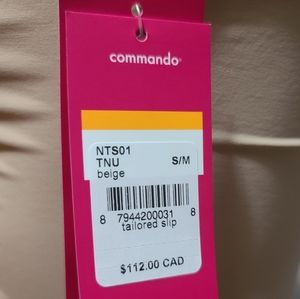 commando
NTS01
TNU S/M
beige
8 7944200031 8
tailored slip
$112.00 CAD